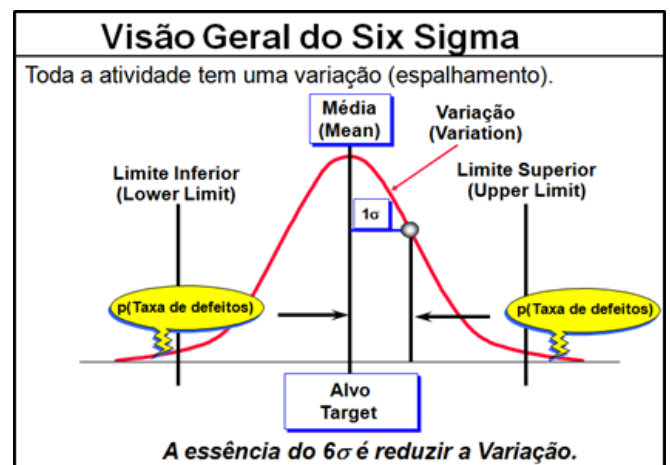 Visão Geral do Six Sigma
Toda a atividade tem uma variação (espalhamento).
Média
(Mean)
Variação
(Variation)
Limite Inferior
(Lower Limit)
Limite Superior
(Upper Limit)
1σ
p(Taxa de defeitos)
p(Taxa de defeitos)
Alvo
Target
A essência do 6σ é reduzir a Variação.